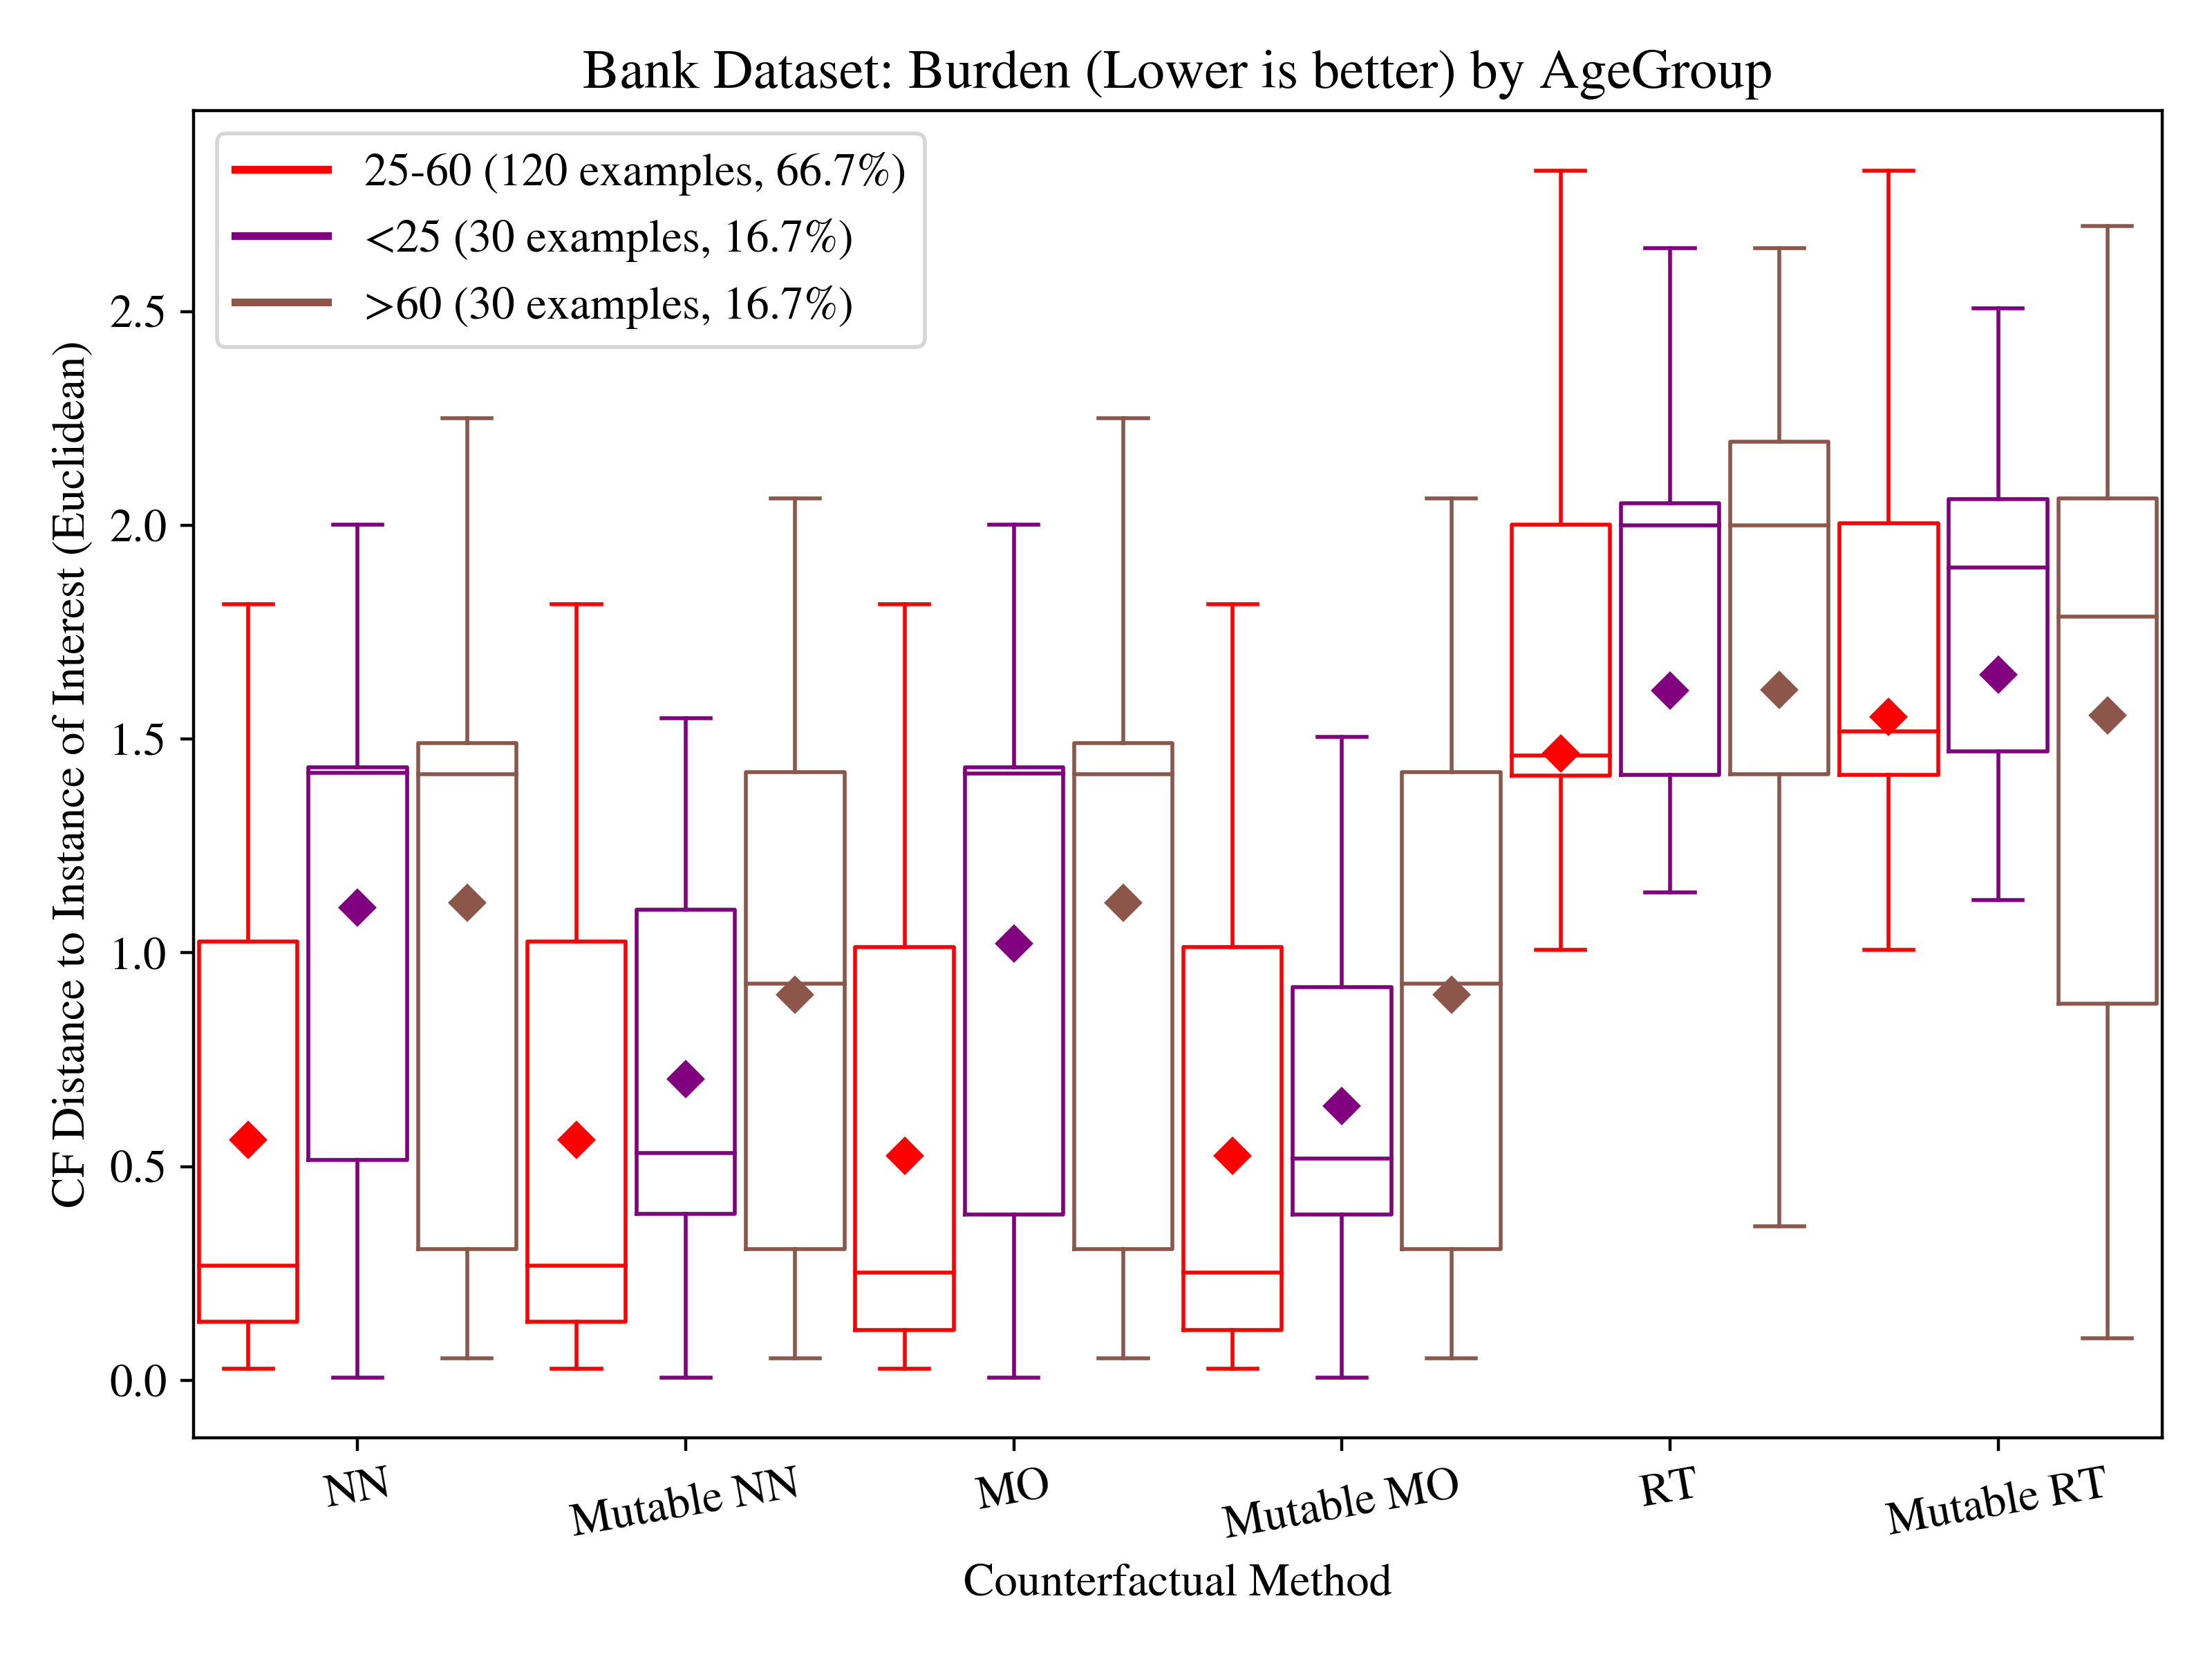 Bank Dataset: Burden (Lower is better) by AgeGroup
25-60 (120 examples, 66.7%)
<25 (30 examples, 16.7%)
>60 (30 examples, 16.7%)
CF Distance to Instance of Interest (Euclidean)
2.5
2.0
1.5
1.0
0.5
0.0
NN
Mutable NN
MO
Mutable MO
RT
Mutable RT
Counterfactual Method